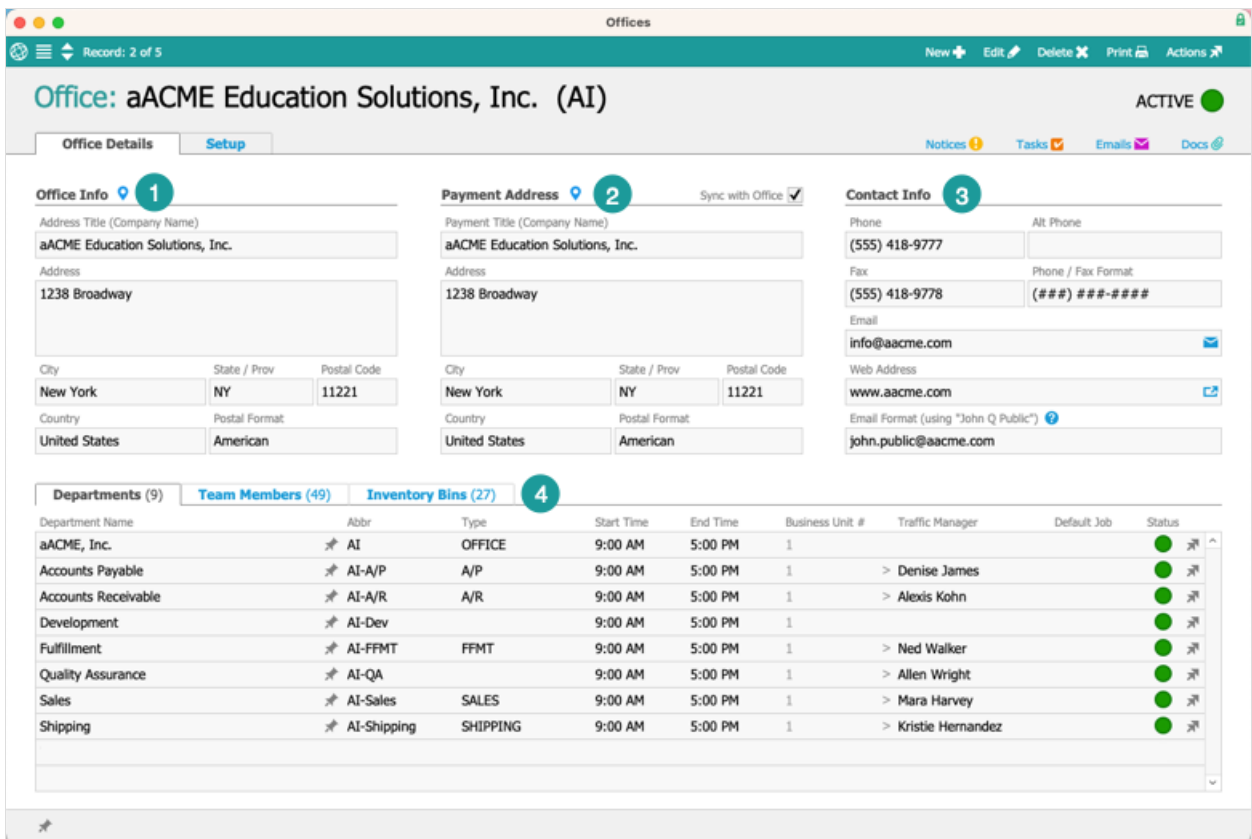 Offices
Record: 2 of 5 New Edit Delete Print Actions
Office: aACME Education Solutions, Inc. (AI) ACTIVE
Office Details Setup Notices Tasks Emails Docs
Office Info 1 Payment Address 2 Sync with Office Contact Info 3
Address Title (Company Name) Payment Title (Company Name) Phone Alt Phone
aACME Education Solutions, Inc. aACME Education Solutions, Inc. (555) 418-9777
Address Address Fax Phone / Fax Format
1238 Broadway 1238 Broadway (555) 418-9778 (###) ###-####
Email
info@aacme.com
City State / Prov Postal Code City State / Prov Postal Code Web Address
New York NY 11221 New York NY 11221 www.aacme.com
Country Postal Format Country Postal Format Email Format (using "John Q Public") ?
United States American United States American john.public@aacme.com
Departments (9) Team Members (49) Inventory Bins (27) 4
Department Name Abbr Type Start Time End Time Business Unit # Traffic Manager Default Job Status
aACME, Inc. AI OFFICE 9:00 AM 5:00 PM 1
Accounts Payable AI-A/P A/P 9:00 AM 5:00 PM 1 > Denise James
Accounts Receivable AI-A/R A/R 9:00 AM 5:00 PM 1 > Alexis Kohn
Development AI-Dev 9:00 AM 5:00 PM 1
Fulfillment AI-FFMT FFMT 9:00 AM 5:00 PM 1 > Ned Walker
Quality Assurance AI-QA 9:00 AM 5:00 PM 1 > Allen Wright
Sales AI-Sales SALES 9:00 AM 5:00 PM 1 > Mara Harvey
Shipping AI-Shipping SHIPPING 9:00 AM 5:00 PM 1 > Kristie Hernandez